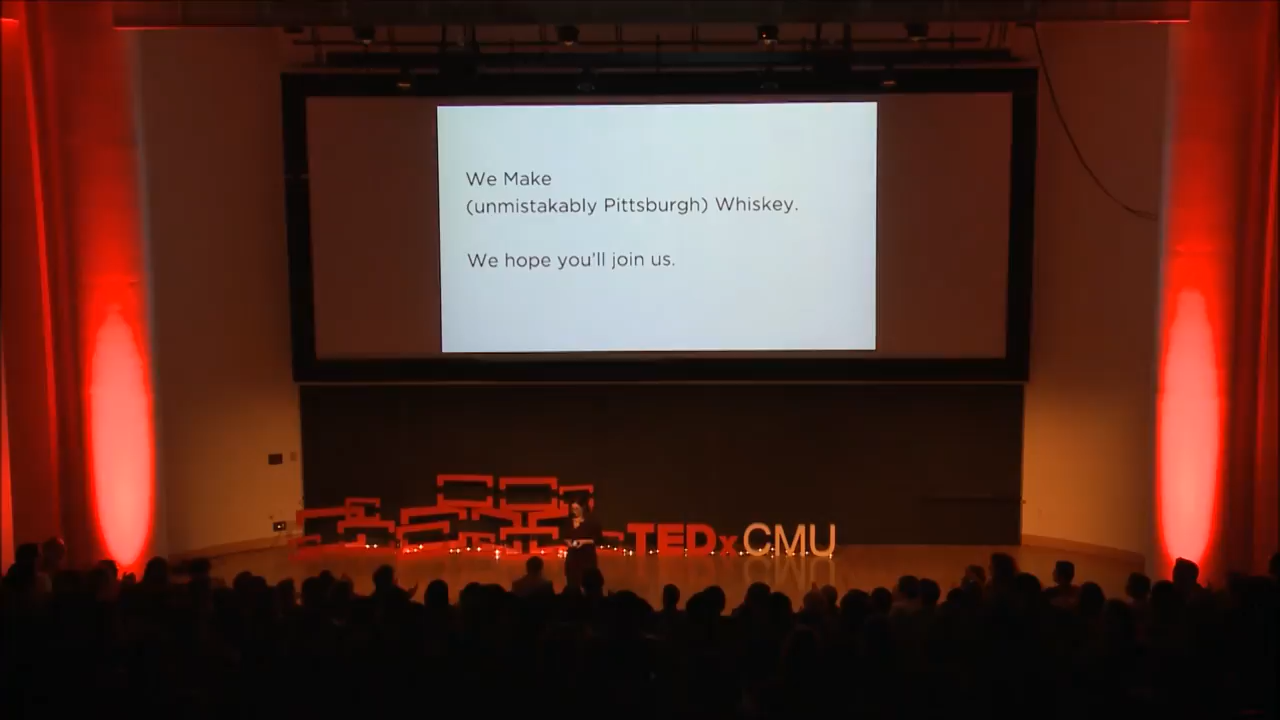 We Make
(unmistakably Pittsburgh) Whiskey.
We hope you'll join us.
TEDxCMU